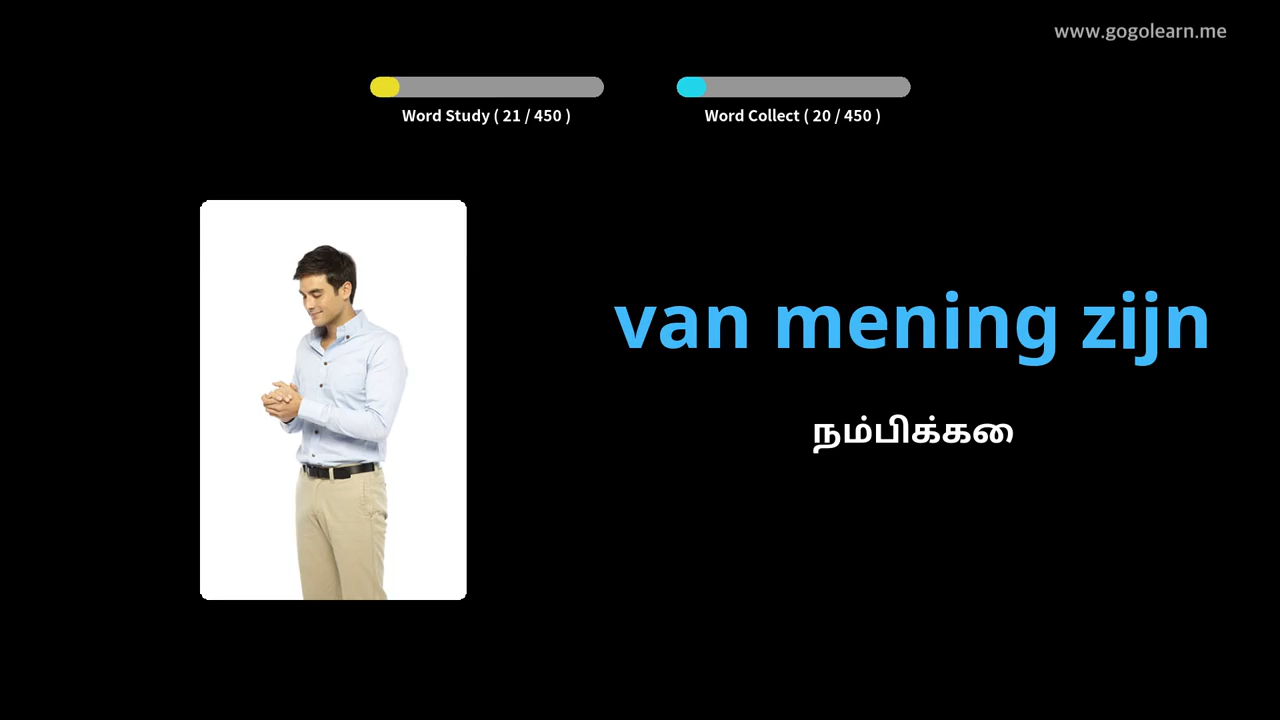 www.gogolearn.me
Word Study ( 21 / 450 )
Word Collect ( 20 / 450 )
van mening zijn
நம்பிக்கை